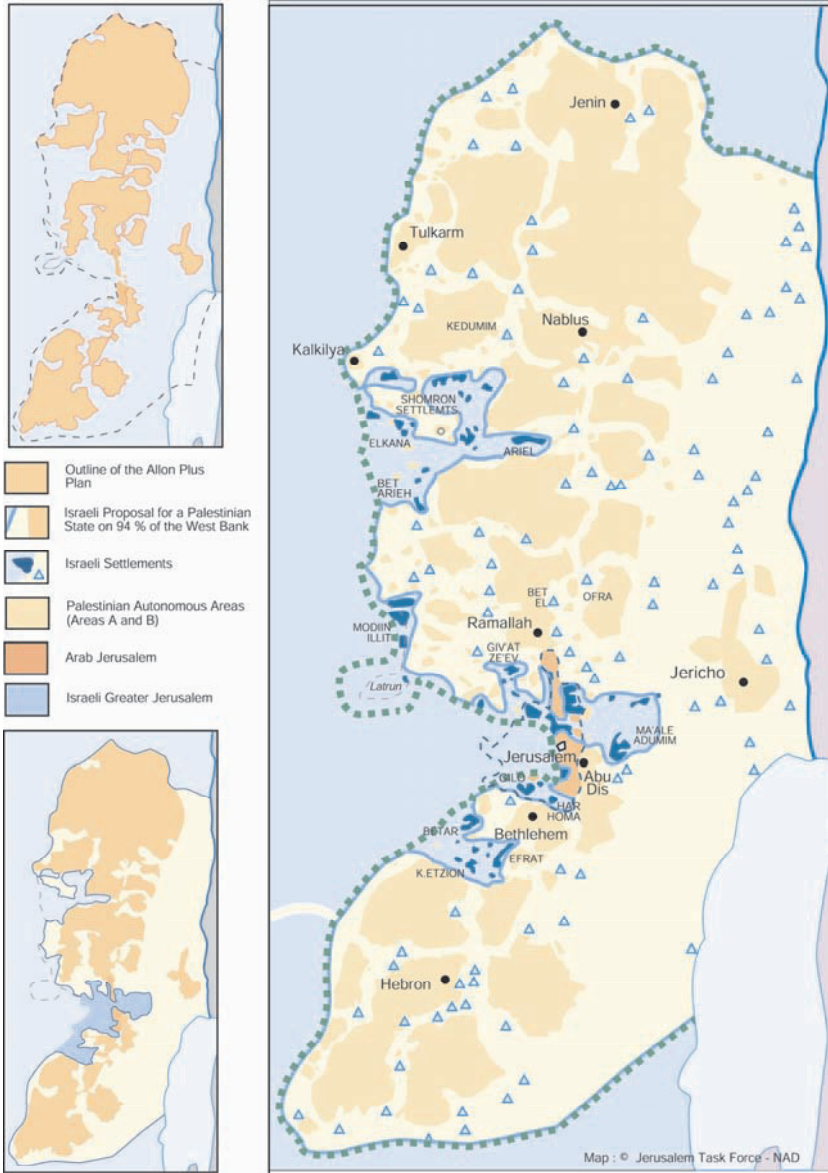 Outline of the Allon Plus
Plan
Israeli Proposal for a Palestinian
State on 94 % of the West Bank
Israeli Settlements
Palestinian Autonomous Areas
(Areas A and B)
Arab Jerusalem
Israeli Greater Jerusalem
Jenin
Tulkarm
KEDUMIM
Nablus
Kalkilya
SHOMRON
SETTLEMTS
ELKANA
ARIEL
BET
ARIEH
BET
EL
OFRA
MODIIN
ILLIT
Ramallah
GIV'AT
ZE'EV
Latrun
Jericho
MA'ALE
ADUMIM
Jerusalem
Abu
Dis
GILO
HAR
HOMA
BETAR
Bethlehem
EFRAT
K.ETZION
Hebron
Map : © Jerusalem Task Force - NAD